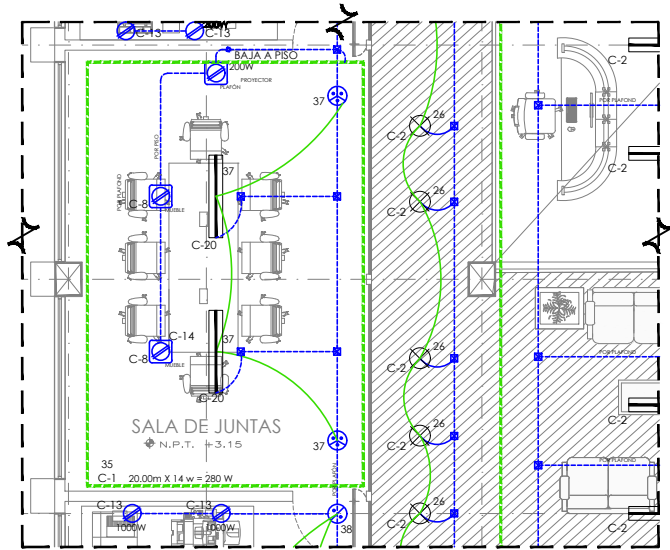 200W
C-13
C-13
BAJA A PISO
200W
PROYECTOR
PLAFÓN
C-2
37
26
C-2
POR PLAFOND
POR PISO
37
C-2
POR PLAFOND
26
C-8
MUEBLE
C-2
C-20
C-14
37
26
POR PLAFOND
C-8
MUEBLE
C-2
C-20
SALA DE JUNTAS
N.P.T. +3.15
26
37
C-2
C-2
35
POR PLAFOND
C-1
20.00m X 14 w = 280 W
C-13
C-13
26
1000W
1000W
38
C-2
C-2